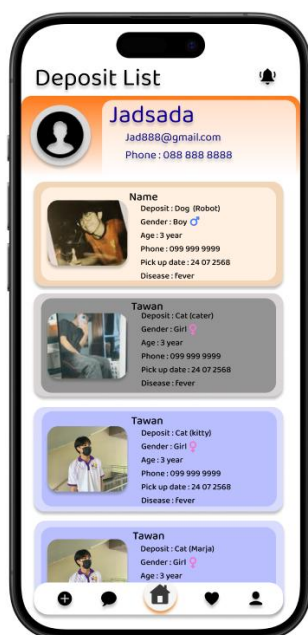 Deposit List
Jadsada
Jad888@gmail.com
Phone : 088 888 8888
Name
Deposit : Dog (Robot)
Gender : Boy ♂
Age : 3 year
Phone : 099 999 9999
Pick up date : 24 07 2568
Disease : fever
Tawan
Deposit : Cat (cater)
Gender : Girl ♀
Age : 3 year
Phone : 099 999 9999
Pick up date : 24 07 2568
Disease : fever
Tawan
Deposit : Cat (kitty)
Gender : Girl ♀
Age : 3 year
Phone : 099 999 9999
Pick up date : 24 07 2568
Disease : fever
Tawan
Deposit : Cat (Marja)
Gender : Girl ♀
Age : 3 year